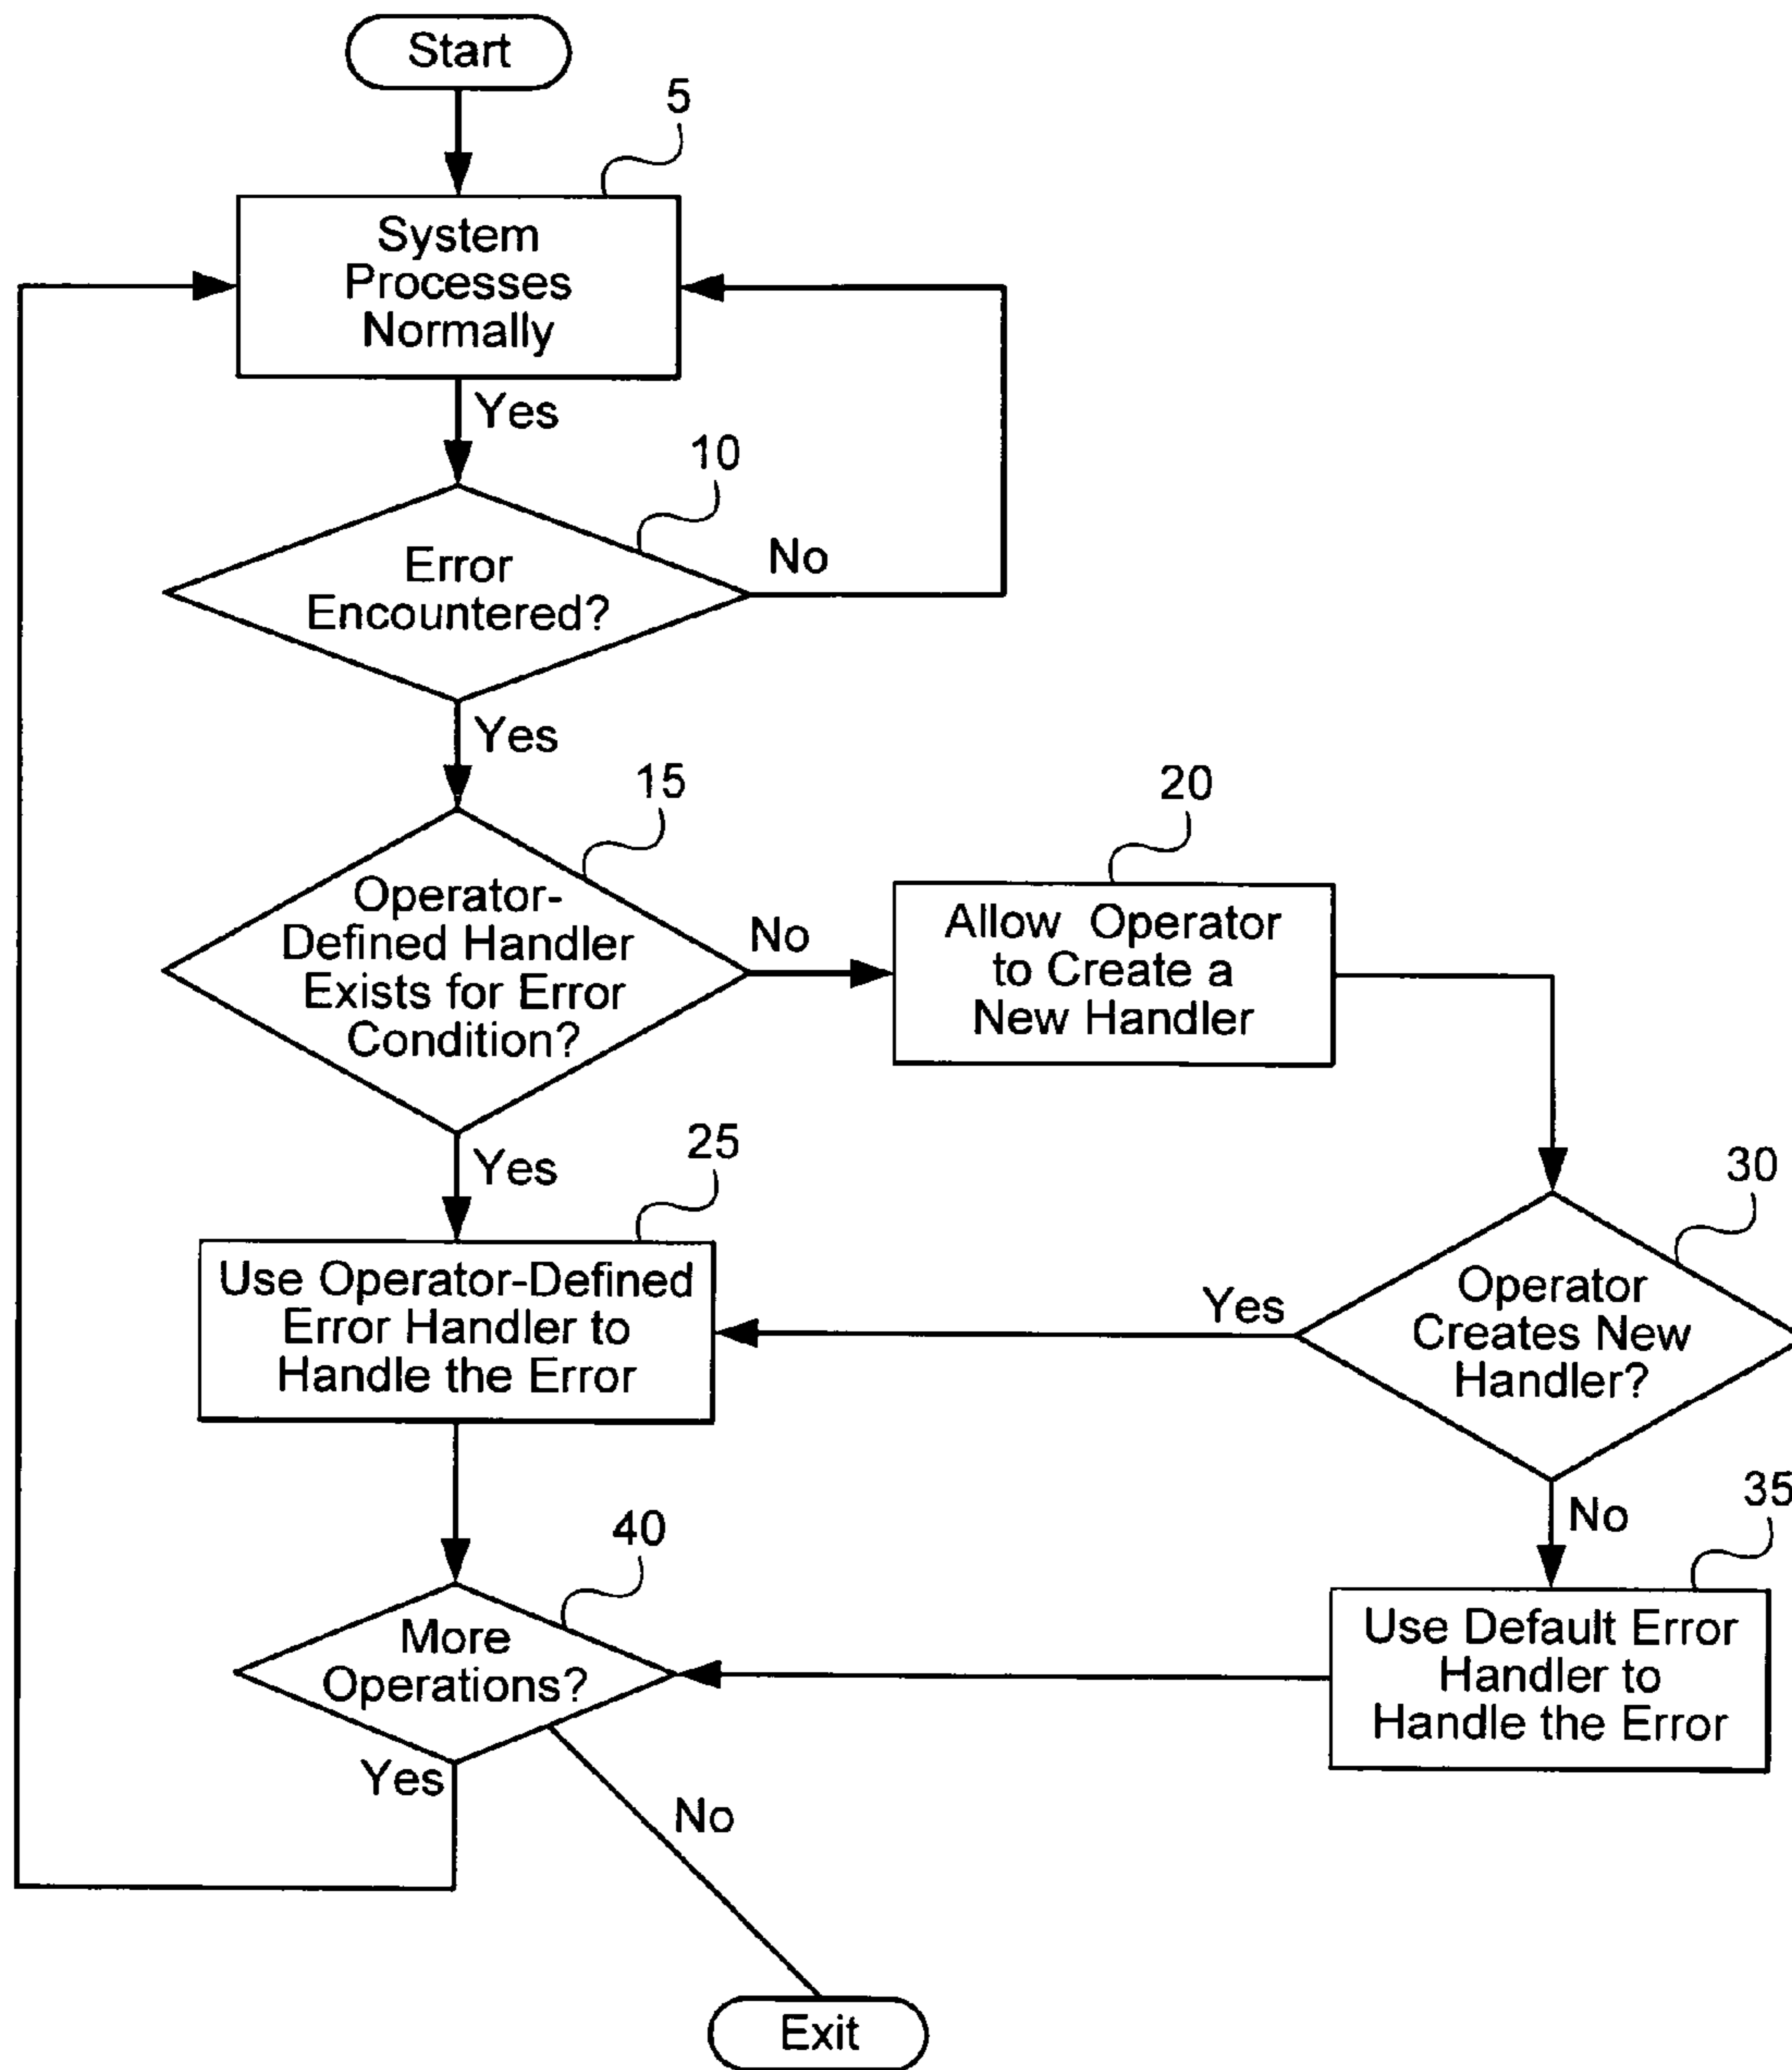 Start
5
System
Processes
Normally
Yes
10
Error
Encountered?
No
Yes
15
Operator-
Defined Handler
Exists for Error
Condition?
No
20
Allow Operator
to Create a
New Handler
Yes
25
Use Operator-Defined
Error Handler to
Handle the Error
30
Operator
Creates New
Handler?
Yes
No
35
Use Default Error
Handler to
Handle the Error
40
More
Operations?
Yes
No
Exit